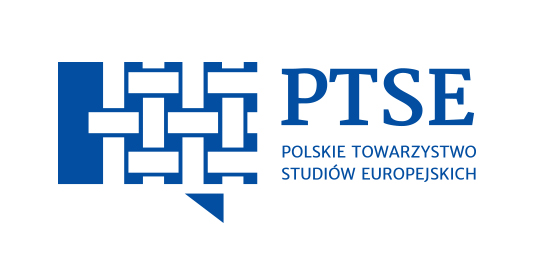 PTSE
POLSKIE TOWARZYSTWO
STUDIÓW EUROPEJSKICH